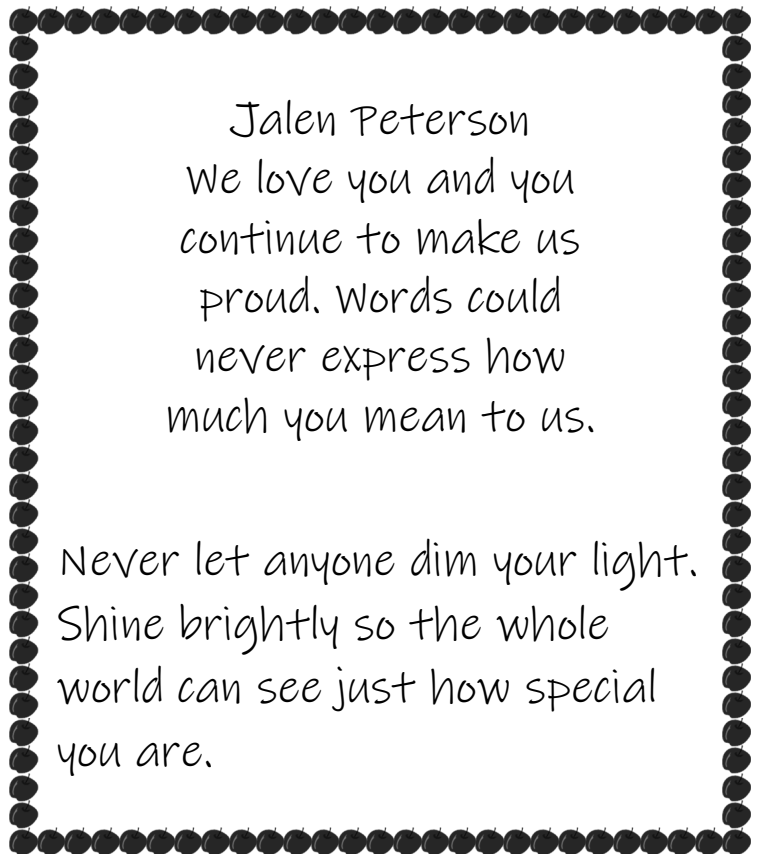 Jalen Peterson
We love you and you
continue to make us
proud. Words could
never express how
much you mean to us.
Never let anyone dim your light.
Shine brightly so the whole
world can see just how special
you are.